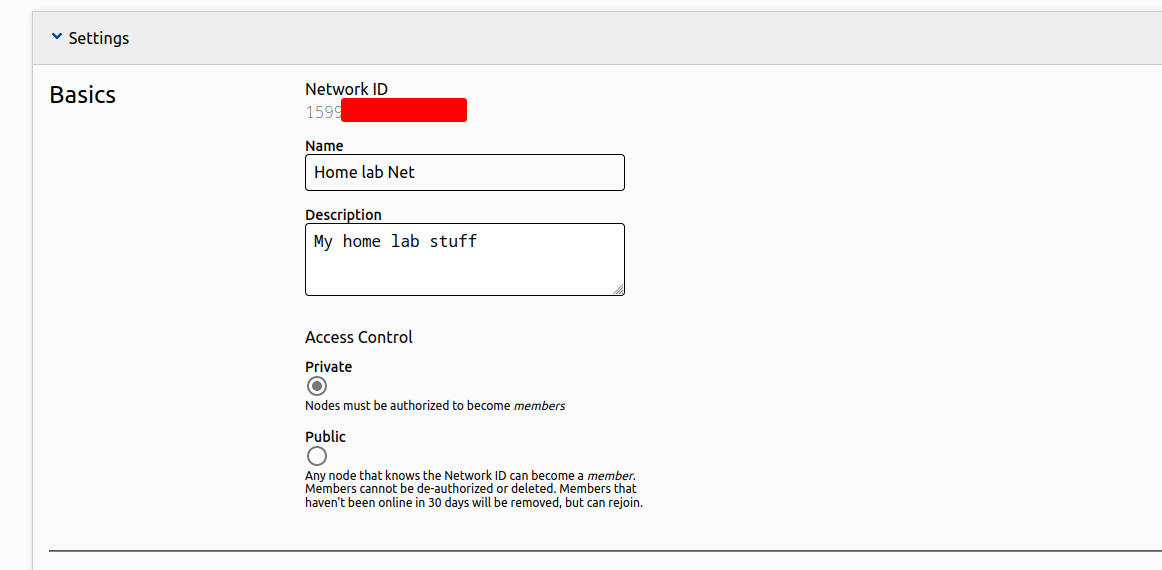 Settings
Basics
Network ID
1599
Name
Home lab Net
Description
My home lab stuff
Access Control
Private
Nodes must be authorized to become members
Public
Any node that knows the Network ID can become a member.
Members cannot be de-authorized or deleted. Members that
haven't been online in 30 days will be removed, but can rejoin.